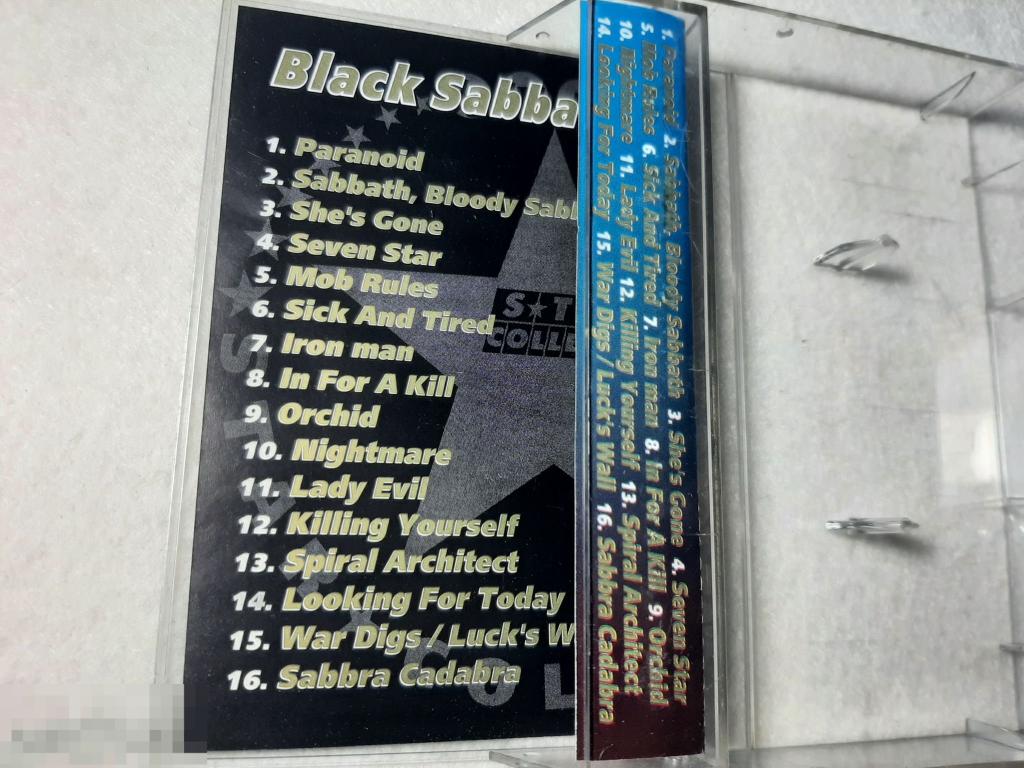 Black Sabba
1. Paranoid
2. Sabbath, Bloody Sabb
3. She's Gone
4. Seven Star
5. Mob Rules
6. Sick And Tired
7. Iron man
8. In For A Kill
9. Orchid
10. Nightmare
11. Lady Evil
12. Killing Yourself
13. Spiral Architect
14. Looking For Today
15. War Digs / Luck's W
16. Sabbra Cadabra
S★T
COLLE
1. Paranoid 2. Sabbath, Bloody Sabbath 3. She's Gone 4. Seven Star
5. Mob Rules 6. Sick And Tired 7. Iron man 8. In For A Kill 9. Orchid
10. Nightmare 11. Lady Evil 12. Killing Yourself 13. Spiral Architect
14. Looking For Today 15. War Digs / Luck's Wall 16. Sabbra Cadabra